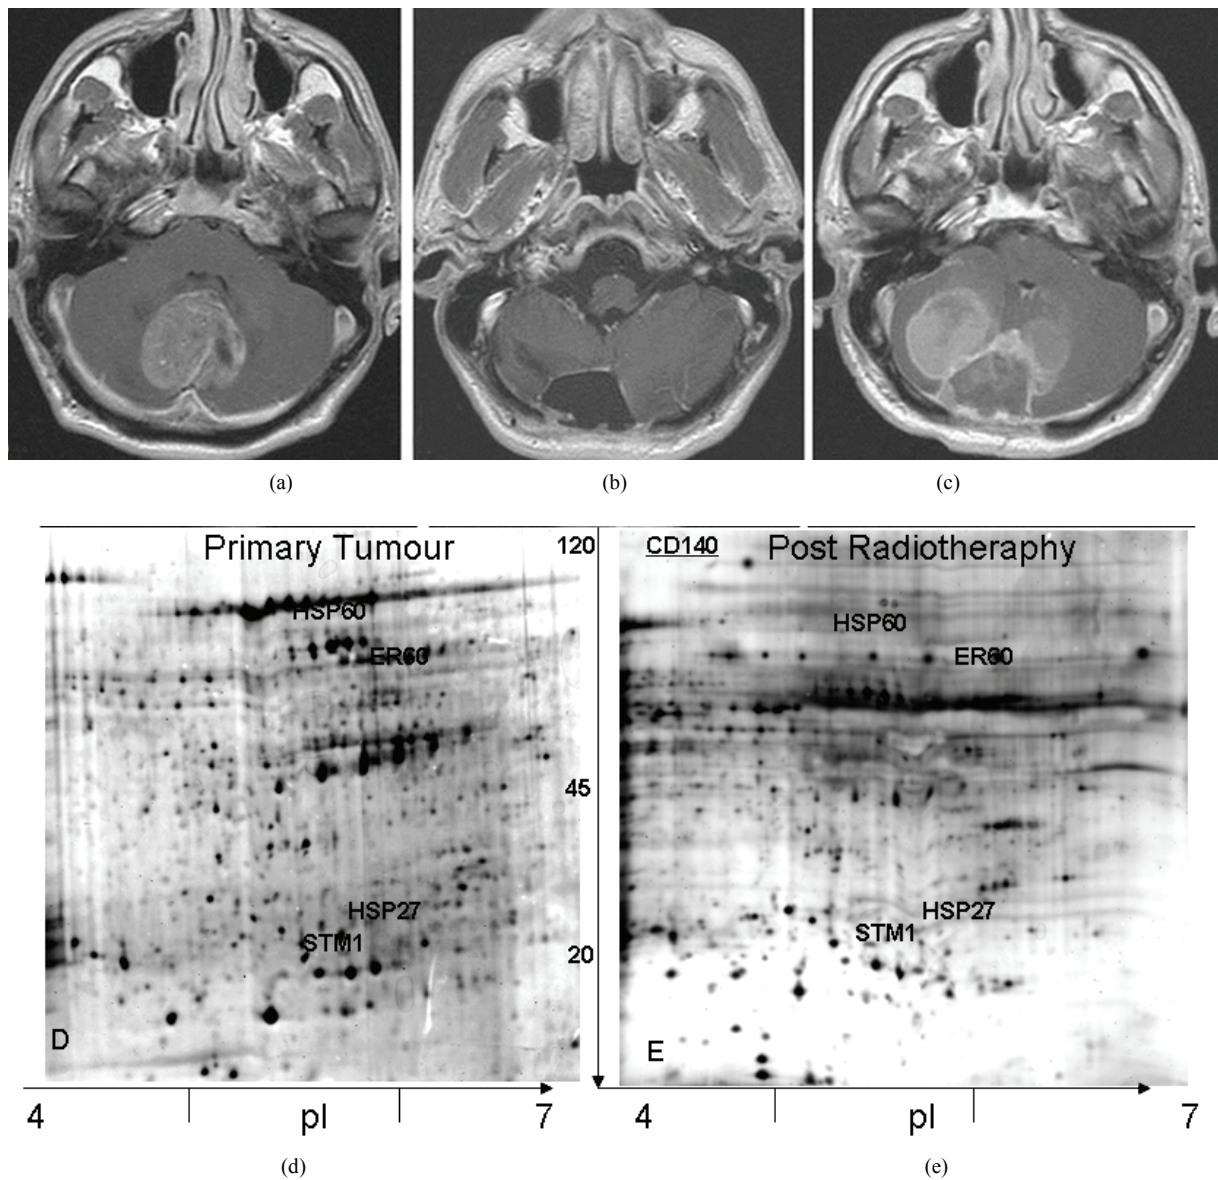 (a) (b) (c)
Primary Tumour 120 CD140 Post Radiotheraphy
HSP60 HSP60
ER60 ER60
45
HSP27 HSP27
STM1 STM1
20
D E
4 pI 7 4 pI 7
(d) (e)